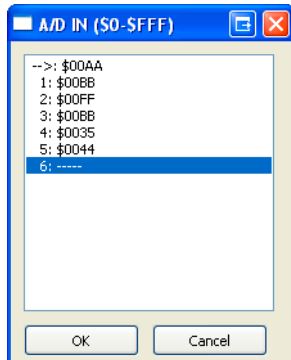 A/D IN ($0-$FFF)
-->: $00AA
1: $00BB
2: $00FF
3: $00BB
4: $0035
5: $0044
6: -----
OK
Cancel